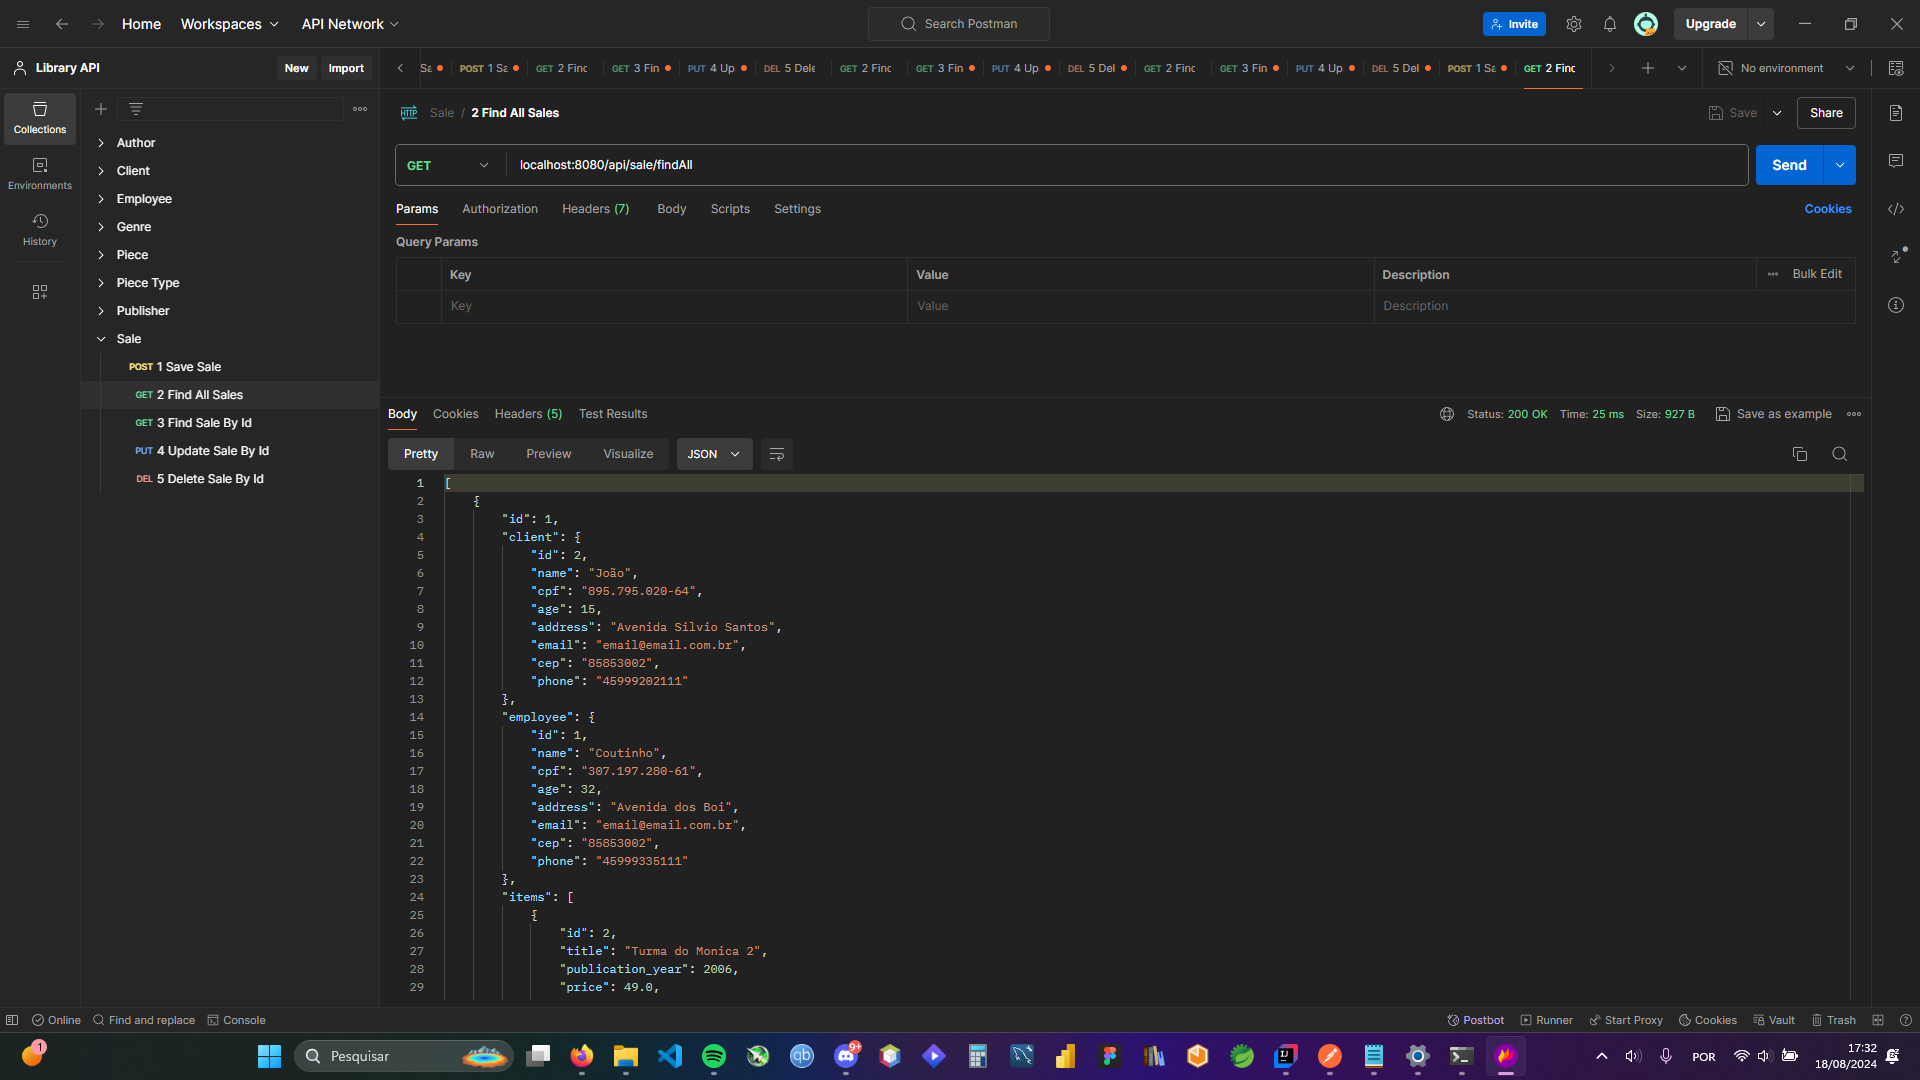 Home Workspaces API Network Search Postman Invite Upgrade
Library API New Import
Sa POST 1 Sa GET 2 Finc GET 3 Fin PUT 4 Up DEL 5 Dele GET 2 Finc GET 3 Fin PUT 4 Up DEL 5 Del GET 2 Finc GET 3 Fin PUT 4 Up DEL 5 Del POST 1 Sa GET 2 Finc No environment
Collections
Environments
History
Author
Client
Employee
Genre
Piece
Piece Type
Publisher
Sale
POST 1 Save Sale
GET 2 Find All Sales
GET 3 Find Sale By Id
PUT 4 Update Sale By Id
DEL 5 Delete Sale By Id
HTTP Sale / 2 Find All Sales Save Share
GET localhost:8080/api/sale/findAll Send
Params Authorization Headers (7) Body Scripts Settings Cookies
Query Params
Key Value Description Bulk Edit
Key Value Description
Body Cookies Headers (5) Test Results Status: 200 OK Time: 25 ms Size: 927 B Save as example
Pretty Raw Preview Visualize JSON
1 [
2 {
3 "id": 1,
4 "client": {
5 "id": 2,
6 "name": "João",
7 "cpf": "895.795.020-64",
8 "age": 15,
9 "address": "Avenida Silvio Santos",
10 "email": "email@email.com.br",
11 "cep": "85853002",
12 "phone": "45999202111"
13 },
14 "employee": {
15 "id": 1,
16 "name": "Coutinho",
17 "cpf": "307.197.280-61",
18 "age": 32,
19 "address": "Avenida dos Boi",
20 "email": "email@email.com.br",
21 "cep": "85853002",
22 "phone": "45999335111"
23 },
24 "items": [
25 {
26 "id": 2,
27 "title": "Turma do Monica 2",
28 "publication_year": 2006,
29 "price": 49.0,
Online Find and replace Console Postbot Runner Start Proxy Cookies Vault Trash
1 Pesquisar qb 9+ IJ POR 17:32
18/08/2024